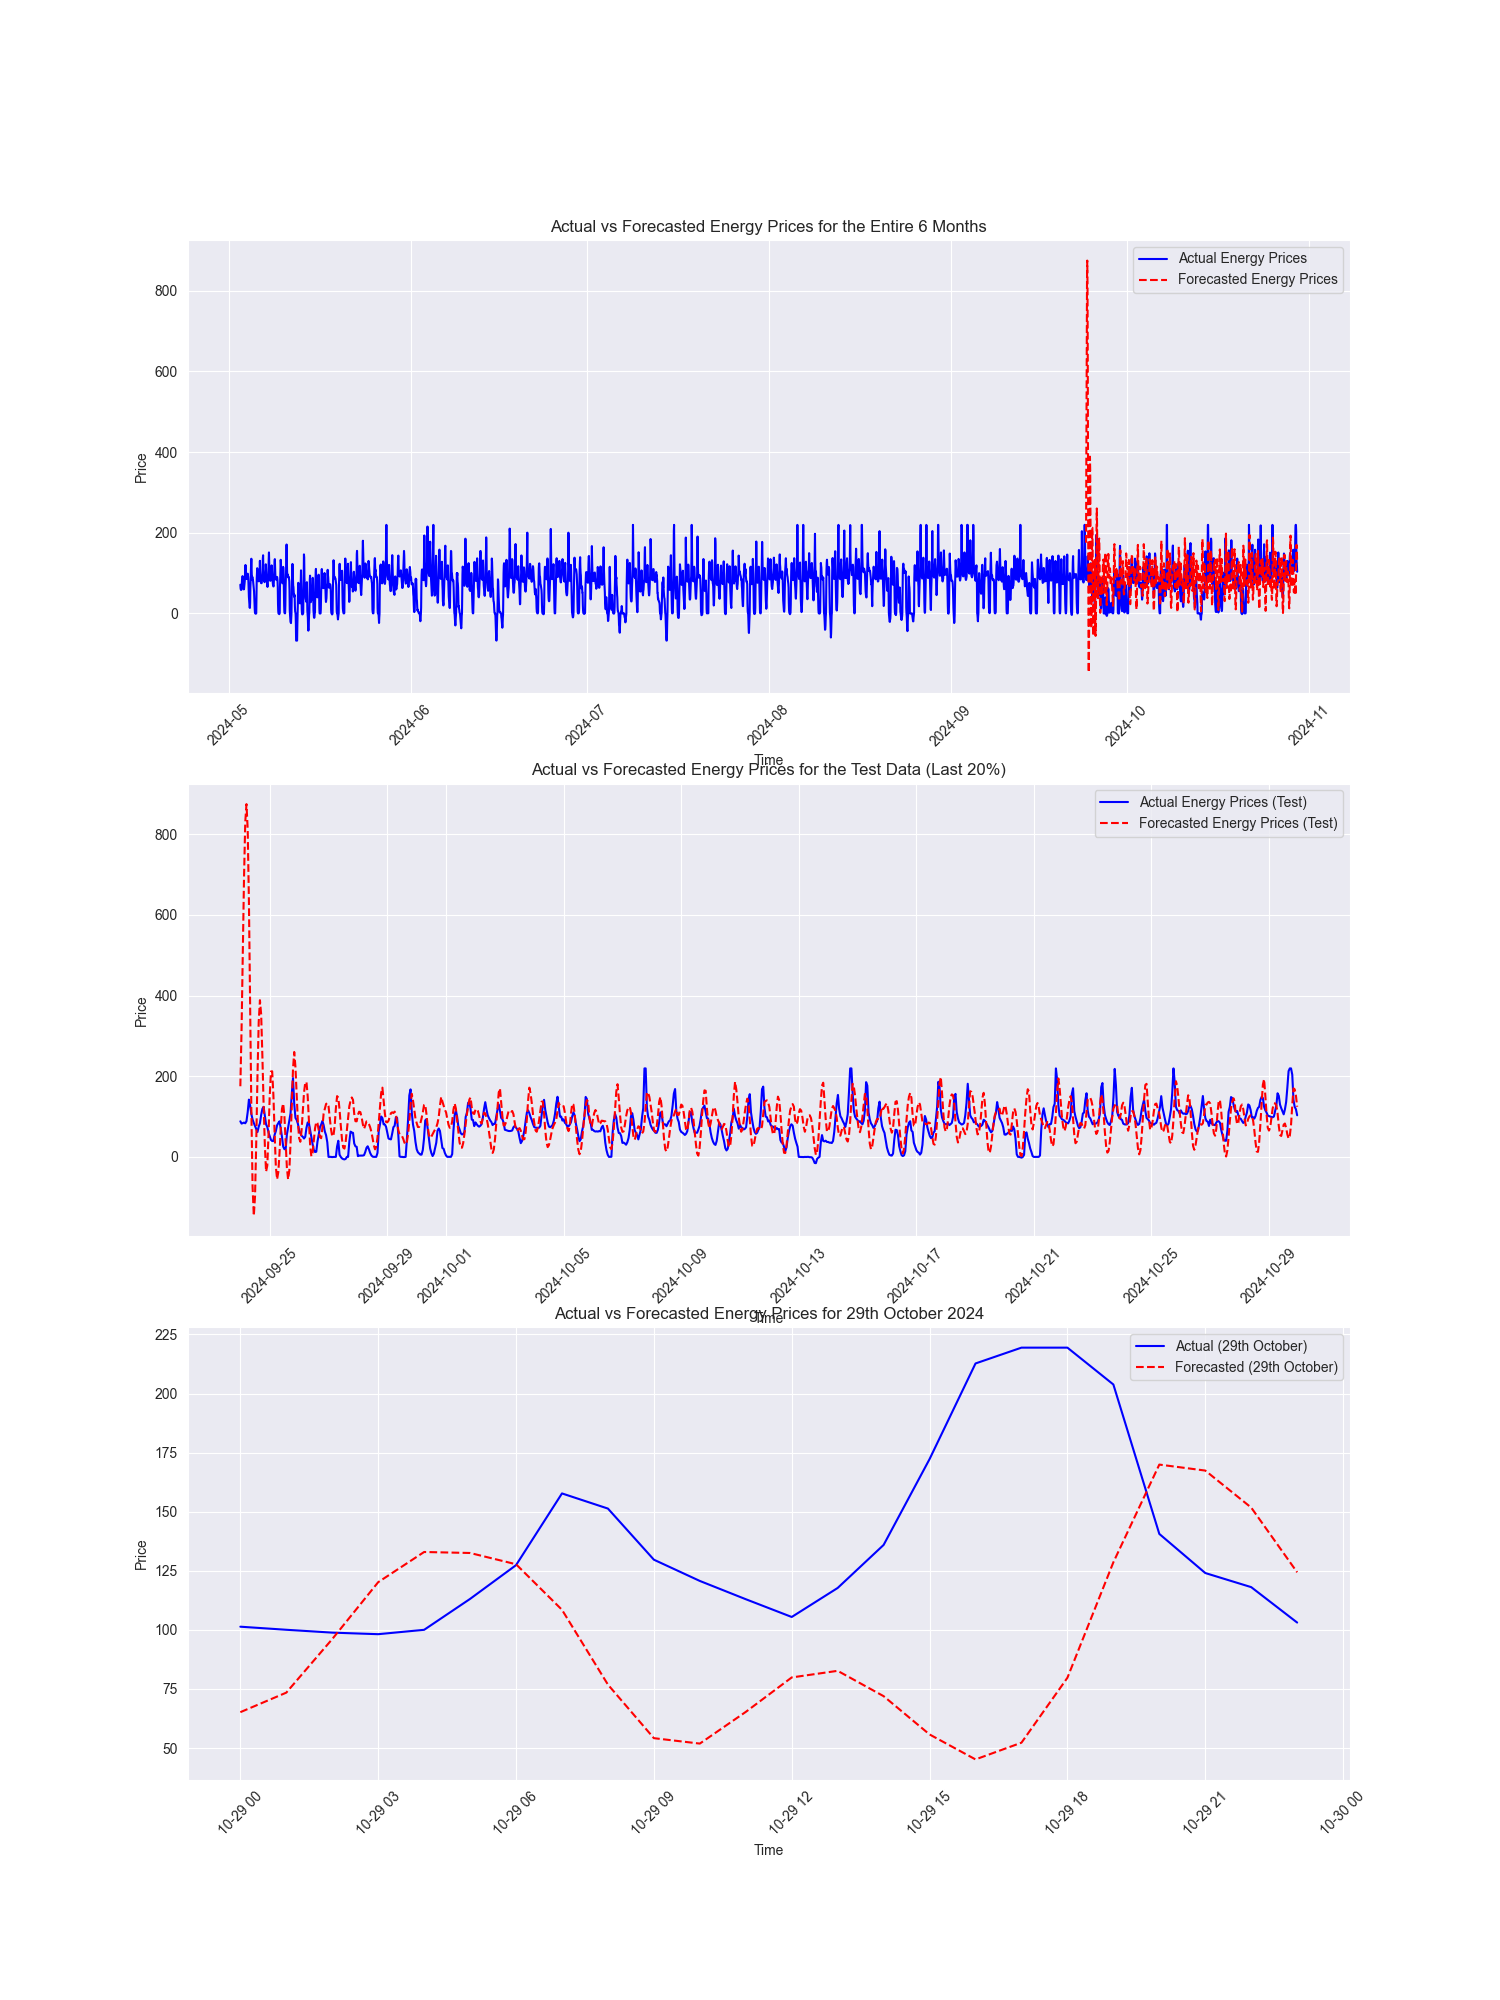 Actual vs Forecasted Energy Prices for the Entire 6 Months
Actual Energy Prices
Forecasted Energy Prices
800
600
400
200
0
Price
2024-05
2024-06
2024-07
2024-08
2024-09
2024-10
2024-11
Time
Actual vs Forecasted Energy Prices for the Test Data (Last 20%)
Actual Energy Prices (Test)
Forecasted Energy Prices (Test)
800
600
400
200
0
Price
2024-09-25
2024-09-29
2024-10-01
2024-10-05
2024-10-09
2024-10-13
2024-10-17
2024-10-21
2024-10-25
2024-10-29
Time
Actual vs Forecasted Energy Prices for 29th October 2024
Actual (29th October)
Forecasted (29th October)
225
200
175
150
125
100
75
50
Price
10-29 00
10-29 03
10-29 06
10-29 09
10-29 12
10-29 15
10-29 18
10-29 21
10-30 00
Time